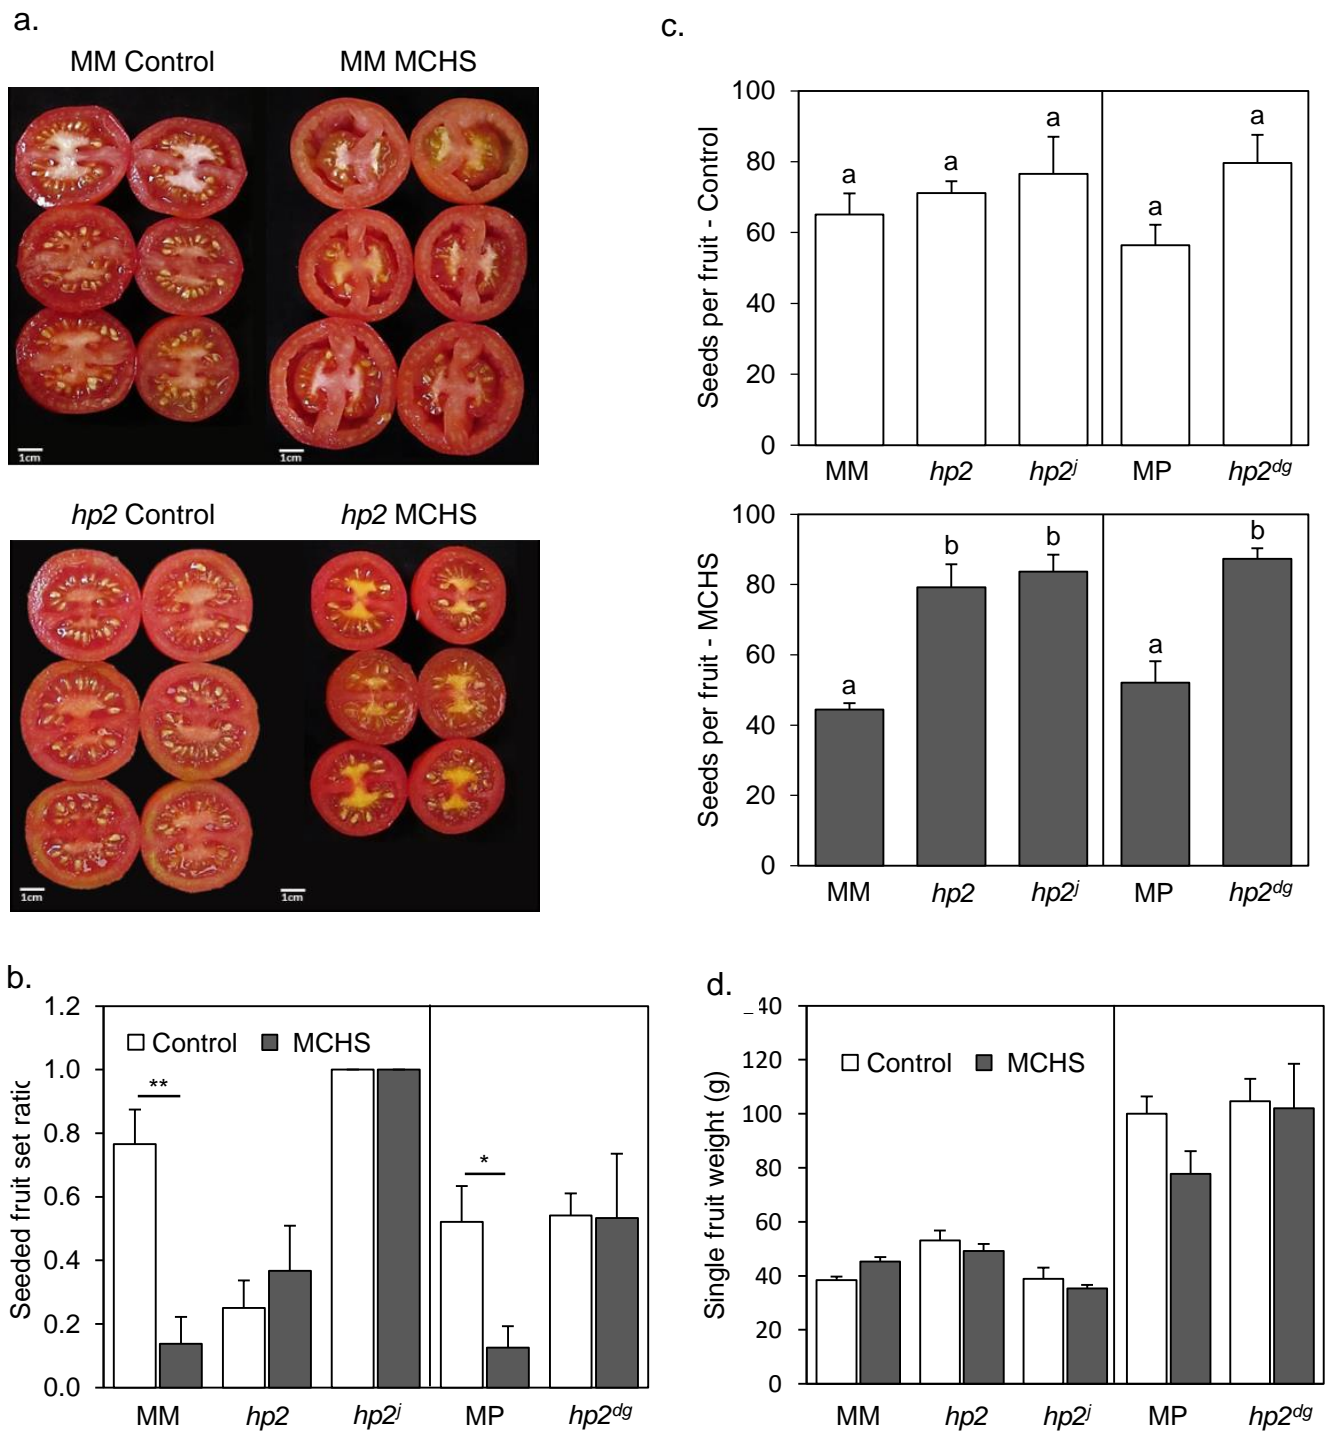 a.
MM Control MM MCHS
1cm 1cm
hp2 Control hp2 MCHS
1cm 1cm
b.
Seeded fruit set ratio
1.2
1.0
0.8
0.6
0.4
0.2
0.0
Control MCHS
**
*
MM hp2 hp2j MP hp2dg
c.
Seeds per fruit - Control
100
80
60
40
20
0
a a a a a
MM hp2 hp2j MP hp2dg
Seeds per fruit - MCHS
100
80
60
40
20
0
a b b a b
MM hp2 hp2j MP hp2dg
d.
Single fruit weight (g)
40
120
100
80
60
40
20
0
Control MCHS
MM hp2 hp2j MP hp2dg